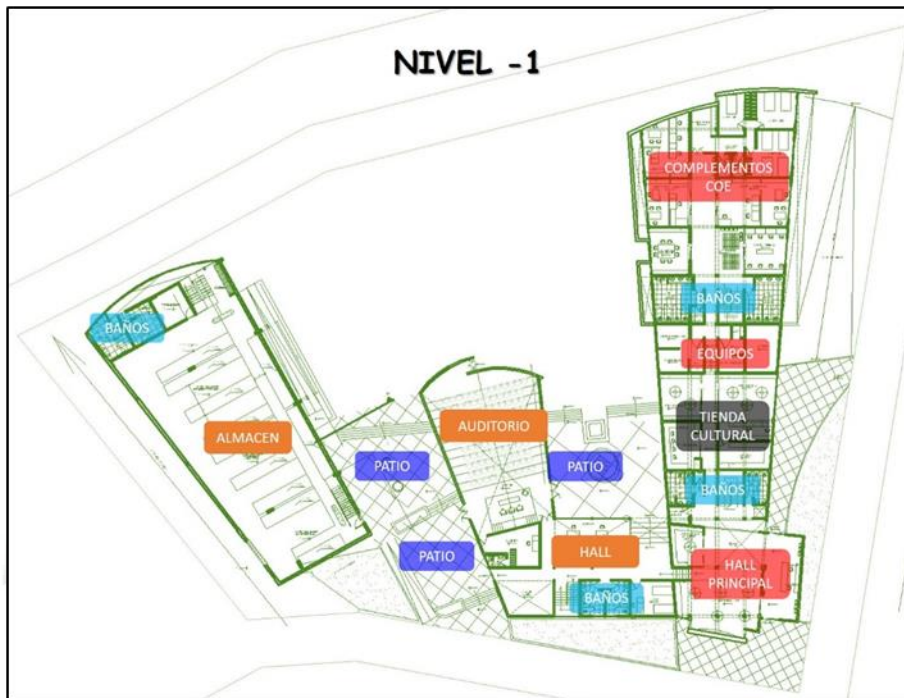 NIVEL -1
COMPLEMENTOS
COE
BAÑOS
BAÑOS
EQUIPOS
TIENDA
CULTURAL
AUDITORIO
ALMACEN
PATIO
PATIO
BAÑOS
PATIO
HALL
HALL
PRINCIPAL
BAÑOS